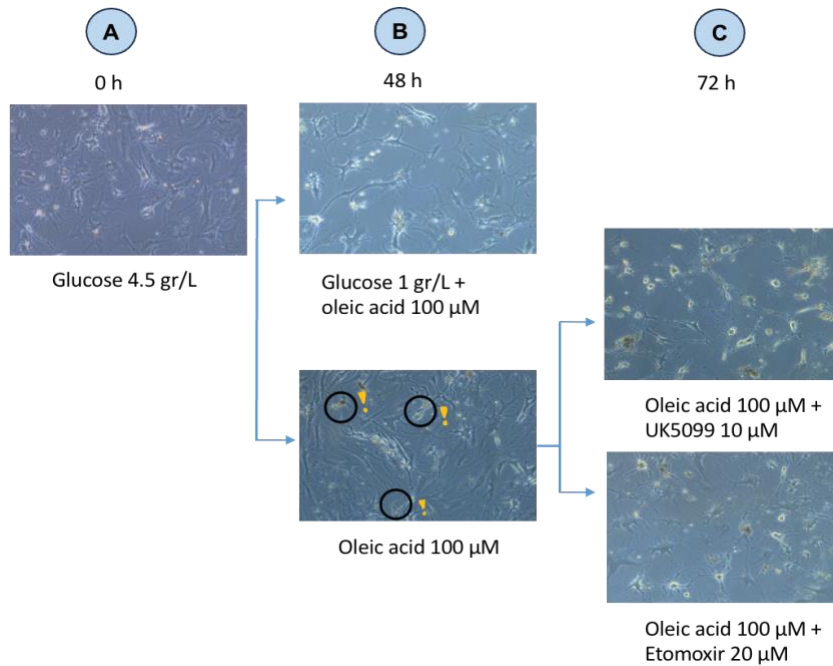 A
B
C
0 h
48 h
72 h
Glucose 4.5 gr/L
Glucose 1 gr/L +
oleic acid 100 μM
!
!
!
Oleic acid 100 μM
Oleic acid 100 μM +
UK5099 10 μM
Oleic acid 100 μM +
Etomoxir 20 μM